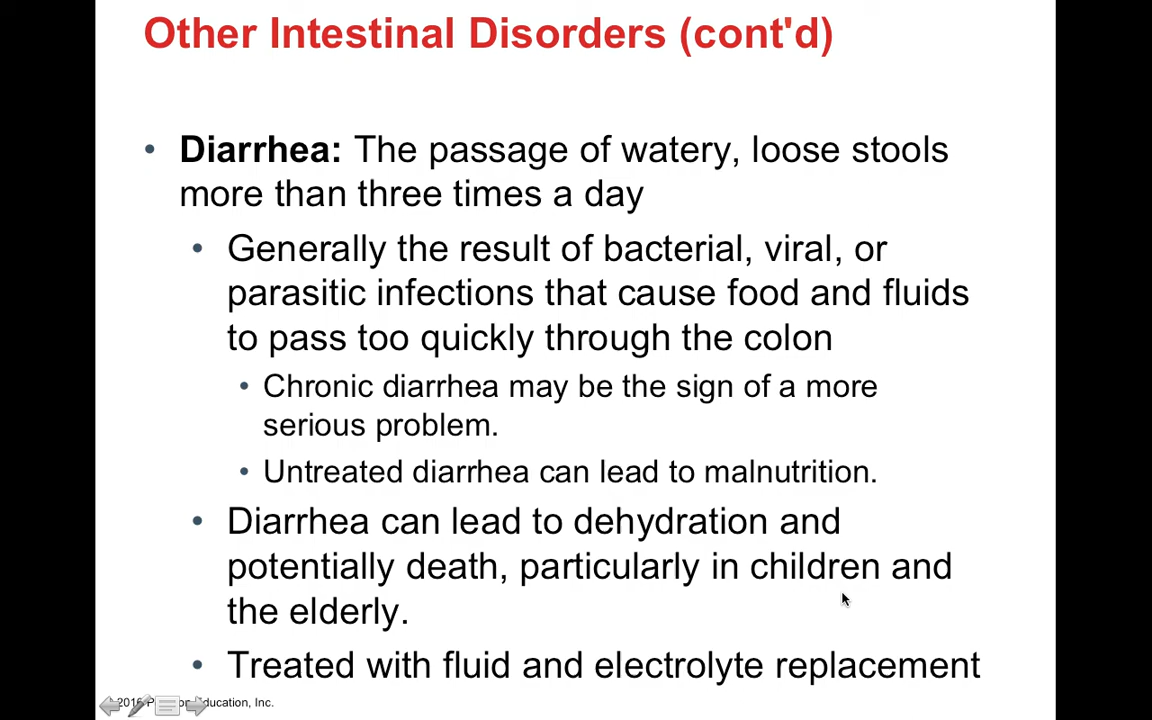 Other Intestinal Disorders (cont'd)
• Diarrhea: The passage of watery, loose stools
more than three times a day
• Generally the result of bacterial, viral, or
parasitic infections that cause food and fluids
to pass too quickly through the colon
• Chronic diarrhea may be the sign of a more
serious problem.
• Untreated diarrhea can lead to malnutrition.
• Diarrhea can lead to dehydration and
potentially death, particularly in children and
the elderly.
• Treated with fluid and electrolyte replacement
Education, Inc.